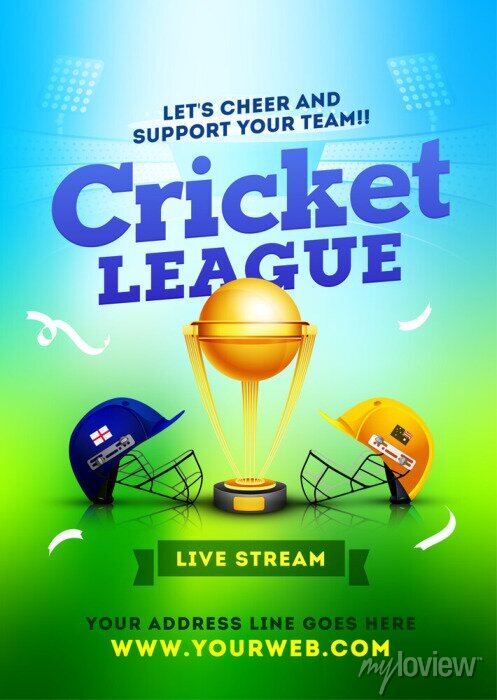 LET'S CHEER AND
SUPPORT YOUR TEAM!!
Cricket
LEAGUE
LIVE STREAM
YOUR ADDRESS LINE GOES HERE
WWW.YOURWEB.COM
myloview